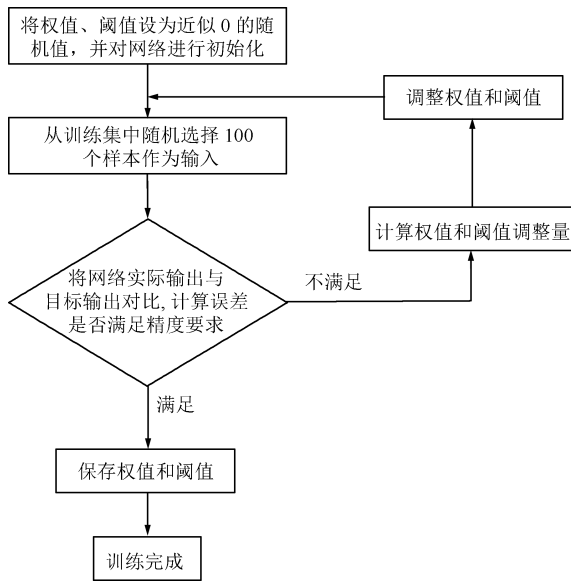 将权值、阈值设为近似 0 的随
机值，并对网络进行初始化
调整权值和阈值
从训练集中随机选择 100
个样本作为输入
计算权值和阈值调整量
将网络实际输出与
目标输出对比, 计算误差
是否满足精度要求
不满足
满足
保存权值和阈值
训练完成